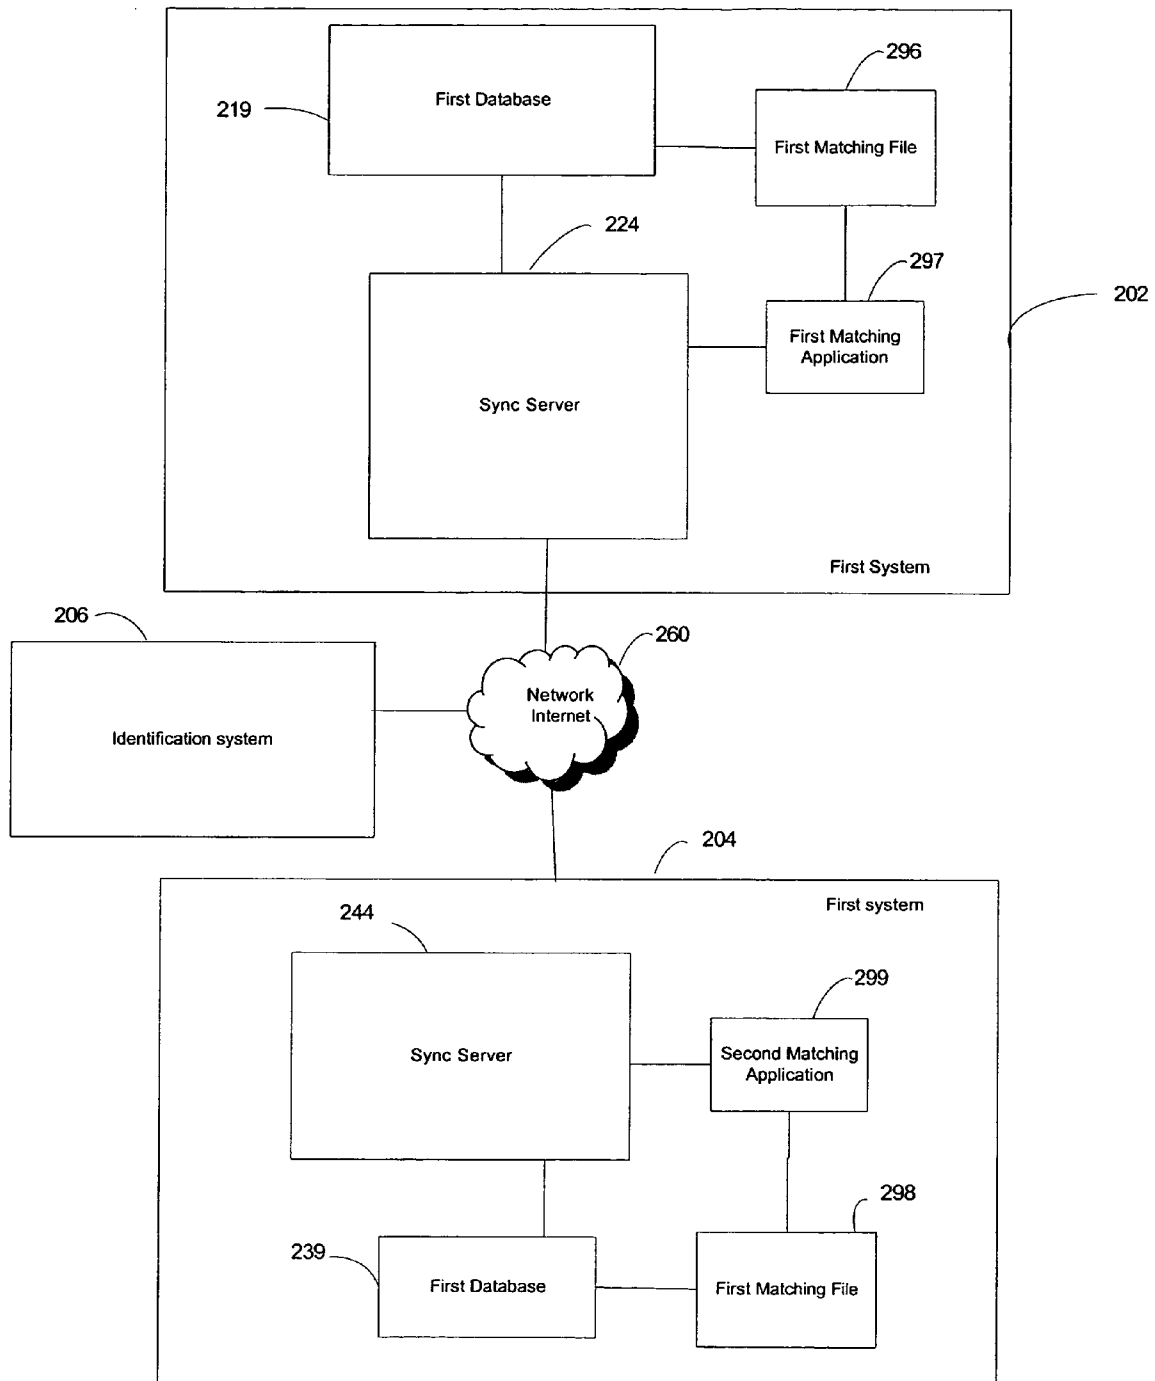 296
First Database
219
First Matching File
224
297
202
First Matching
Application
Sync Server
First System
206
260
Network
Internet
Identification system
204
First system
244
299
Sync Server
Second Matching
Application
298
239
First Database
First Matching File